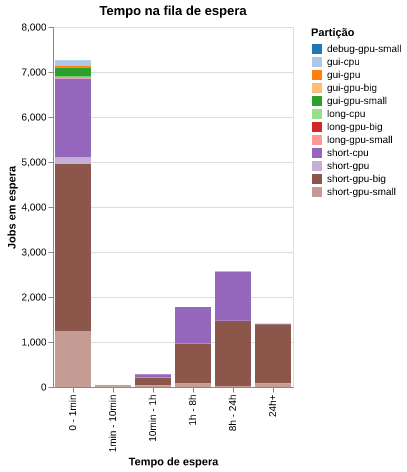 Tempo na fila de espera
Partição
debug-gpu-small
gui-cpu
gui-gpu
gui-gpu-big
gui-gpu-small
long-cpu
long-gpu-big
long-gpu-small
short-cpu
short-gpu
short-gpu-big
short-gpu-small
Jobs em espera
8,000
7,000
6,000
5,000
4,000
3,000
2,000
1,000
0
0 - 1min
1min - 10min
10min - 1h
1h - 8h
8h - 24h
24h+
Tempo de espera